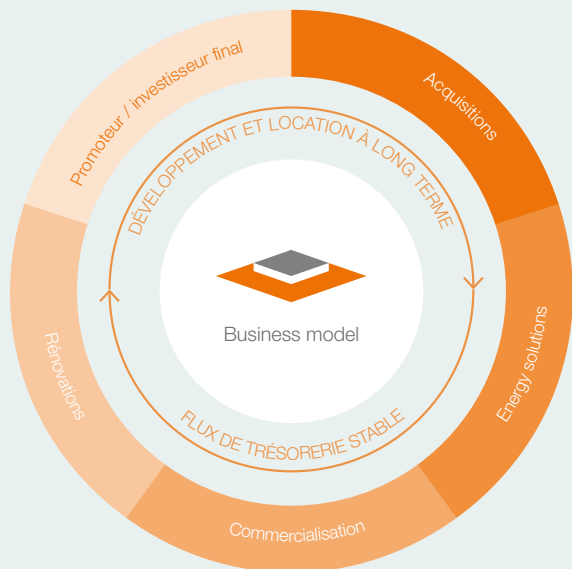 Promoteur / investisseur final
Acquisitions
DÉVELOPPEMENT ET LOCATION À LONG TERME
Business model
Rénovations
Energy solutions
FLUX DE TRÉSORERIE STABLE
Commercialisation